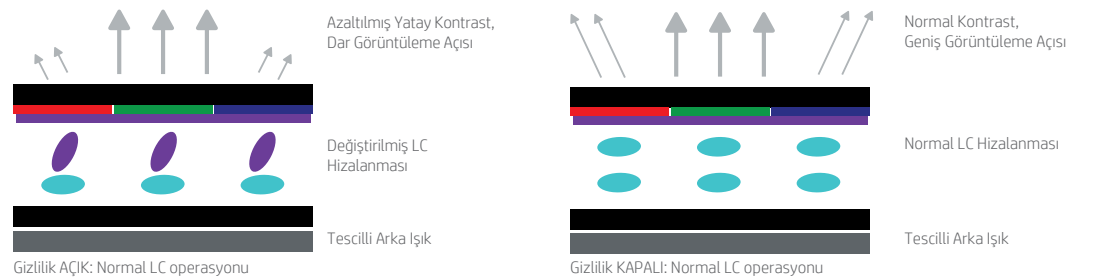 Azaltılmış Yatay Kontrast,
Dar Görüntüleme Açısı
Değiştirilmiş LC
Hizalanması
Tescilli Arka Işık
Gizlilik AÇIK: Normal LC operasyonu
Normal Kontrast,
Geniş Görüntüleme Açısı
Normal LC Hizalanması
Tescilli Arka Işık
Gizlilik KAPALI: Normal LC operasyonu